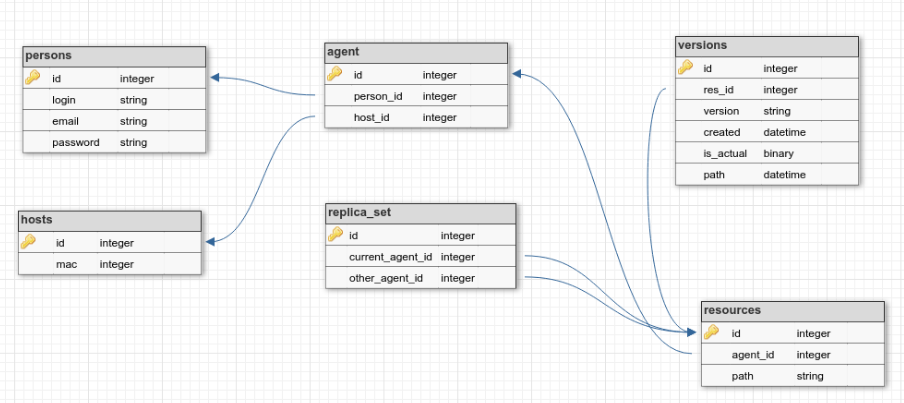 persons
id integer
login string
email string
password string
agent
id integer
person_id integer
host_id integer
versions
id integer
res_id integer
version string
created datetime
is_actual binary
path datetime
hosts
id integer
mac integer
replica_set
id integer
current_agent_id integer
other_agent_id integer
resources
id integer
agent_id integer
path string